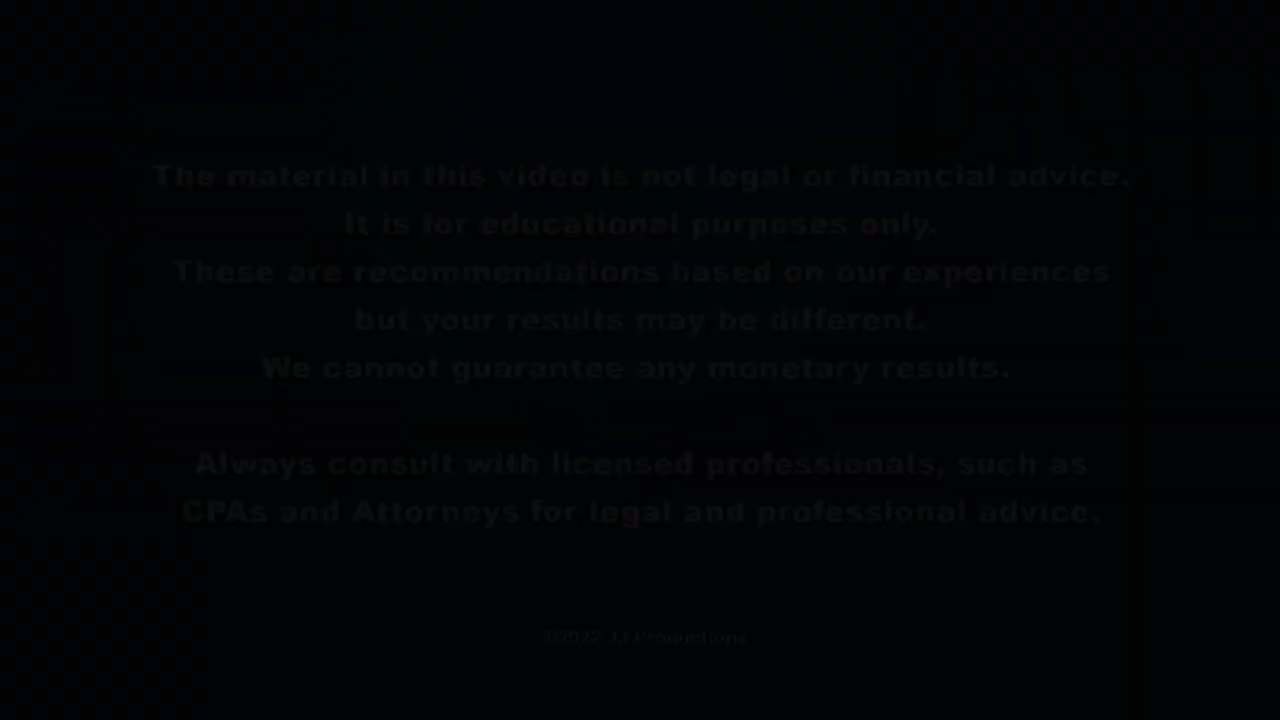 The material in this video is not legal or financial advice.
It is for educational purposes only.
These are recommendations based on our experiences
but your results may be different.
We cannot guarantee any monetary results.
Always consult with licensed professionals, such as
CPAs and Attorneys for legal and professional advice.
©2022 Productions